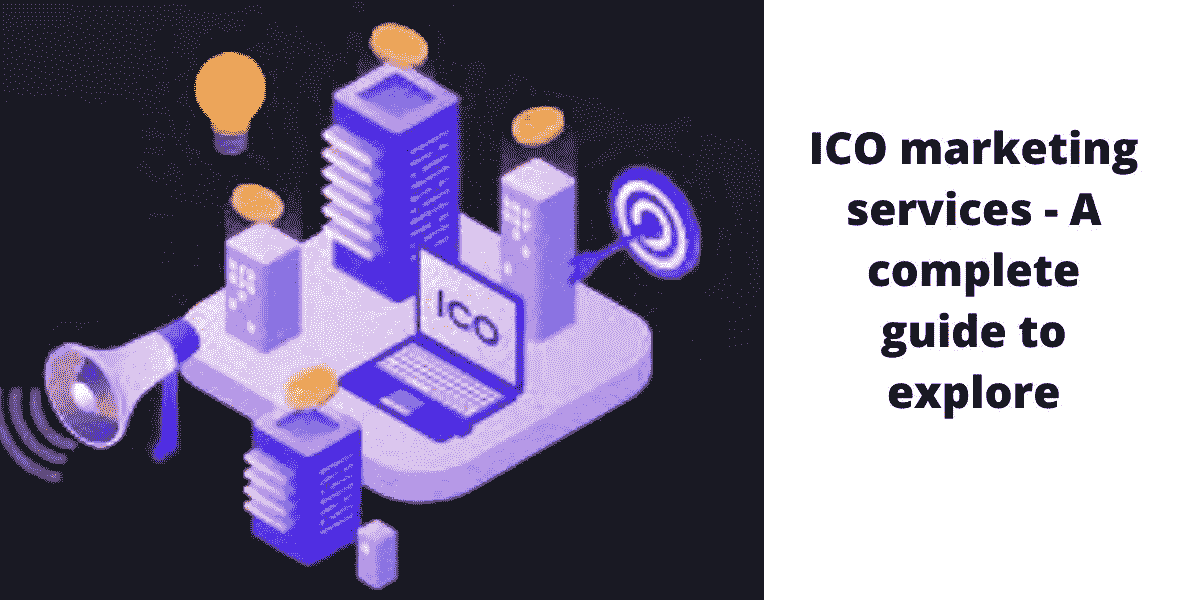 ICO
ICO marketing
services - A
complete
guide to
explore